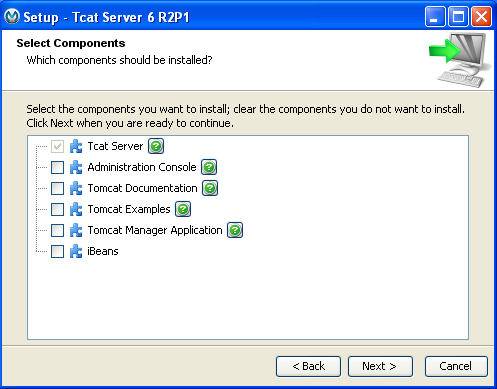 Setup - Tcat Server 6 R2P1
Select Components
Which components should be installed?
Select the components you want to install; clear the components you do not want to install.
Click Next when you are ready to continue.
Tcat Server
Administration Console
Tomcat Documentation
Tomcat Examples
Tomcat Manager Application
iBeans
< Back
Next >
Cancel